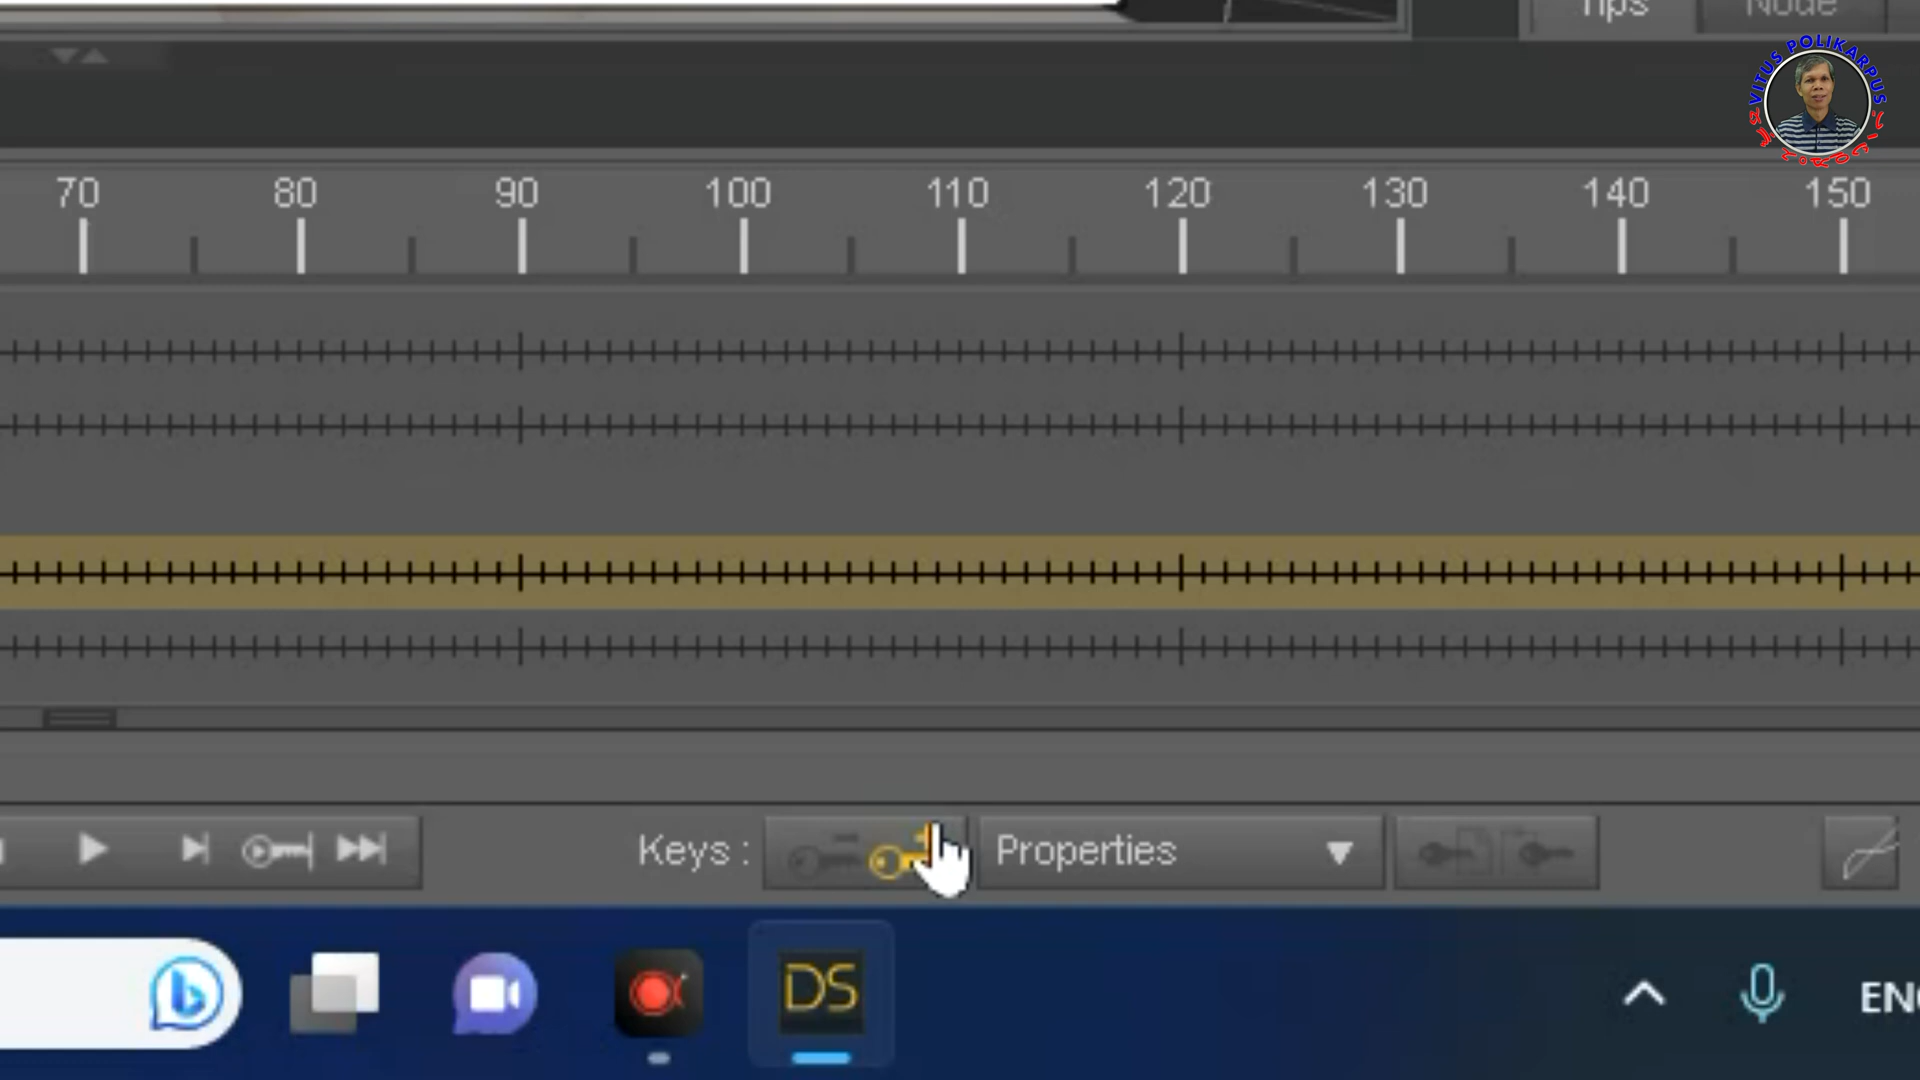 Tips Node
VITUS POLIKARPUS
70 80 90 100 110 120 130 140 150
Keys : Properties
DS